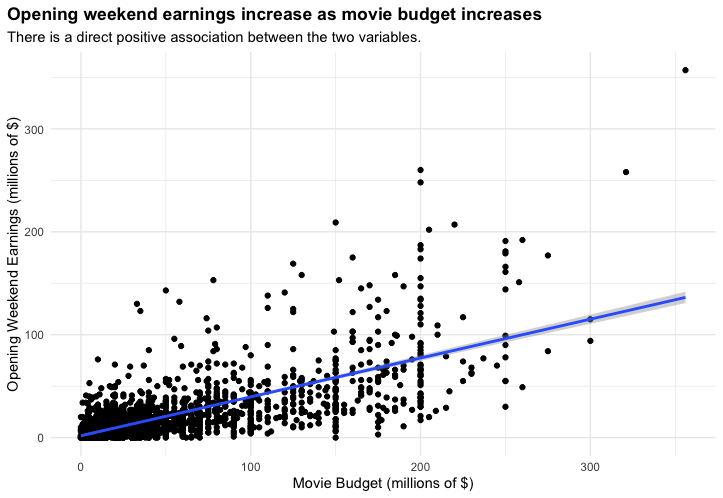 Opening weekend earnings increase as movie budget increases
There is a direct positive association between the two variables.
Opening Weekend Earnings (millions of $)
300
200
100
0
0 100 200 300
Movie Budget (millions of $)